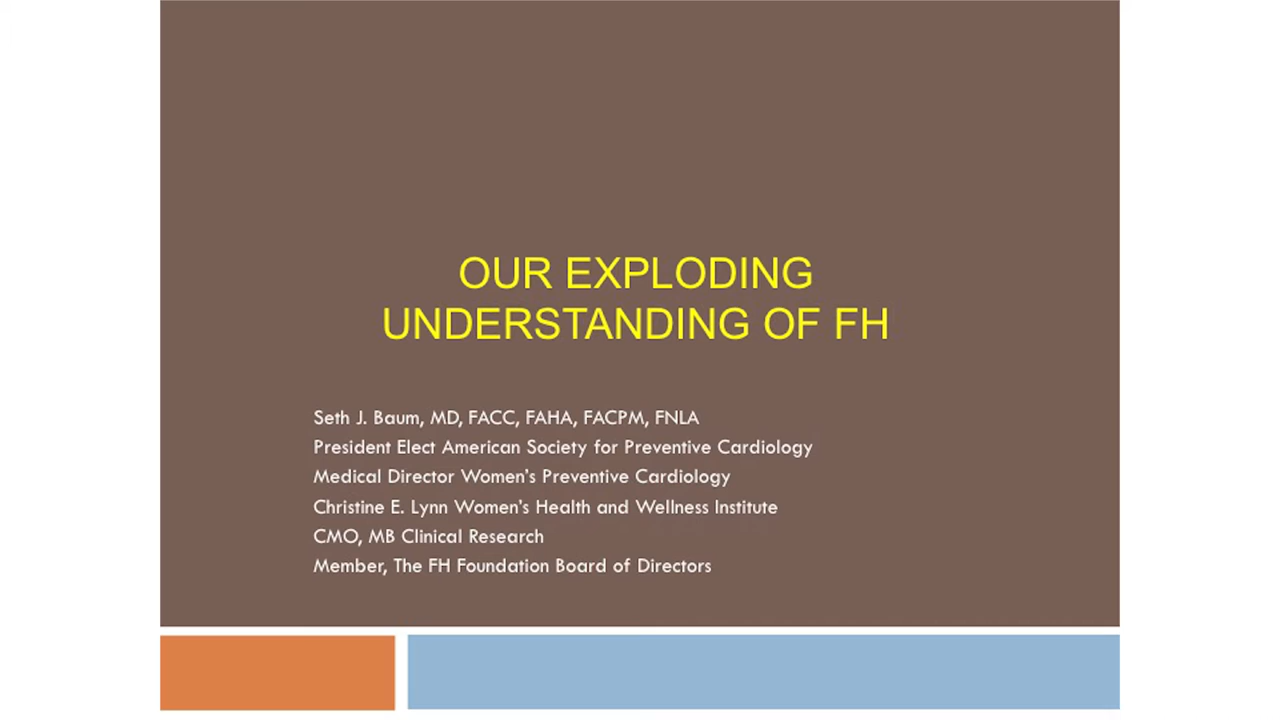 OUR EXPLODING
UNDERSTANDING OF FH
Seth J. Baum, MD, FACC, FAHA, FACPM, FNLA
President Elect American Society for Preventive Cardiology
Medical Director Women's Preventive Cardiology
Christine E. Lynn Women's Health and Wellness Institute
CMO, MB Clinical Research
Member, The FH Foundation Board of Directors